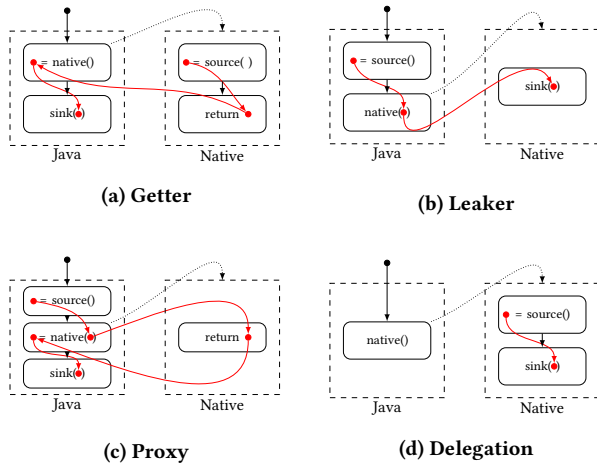 = native()
sink( )
Java
= source( )
return
Native
(a) Getter
= source()
native( )
Java
sink( )
Native
(b) Leaker
= source()
= native( )
sink( )
Java
return
Native
(c) Proxy
native()
Java
= source()
sink( )
Native
(d) Delegation